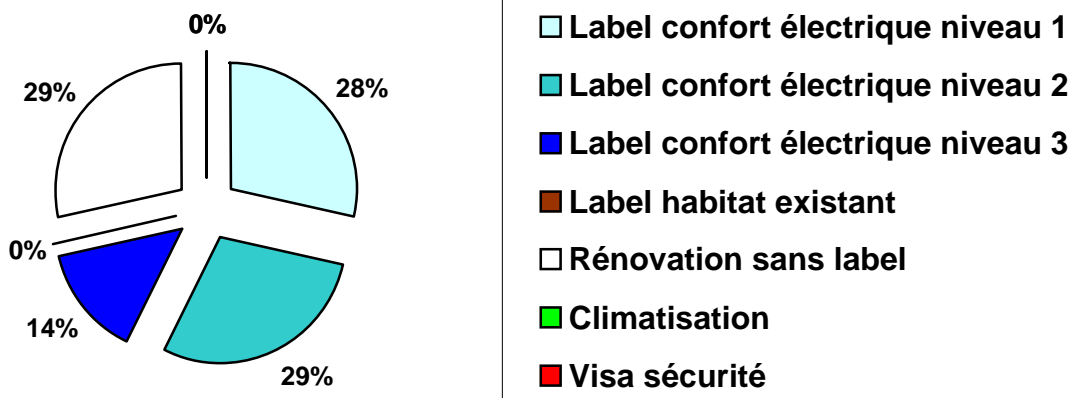 0%
28%
29%
14%
0%
29%
Label confort électrique niveau 1
Label confort électrique niveau 2
Label confort électrique niveau 3
Label habitat existant
Rénovation sans label
Climatisation
Visa sécurité